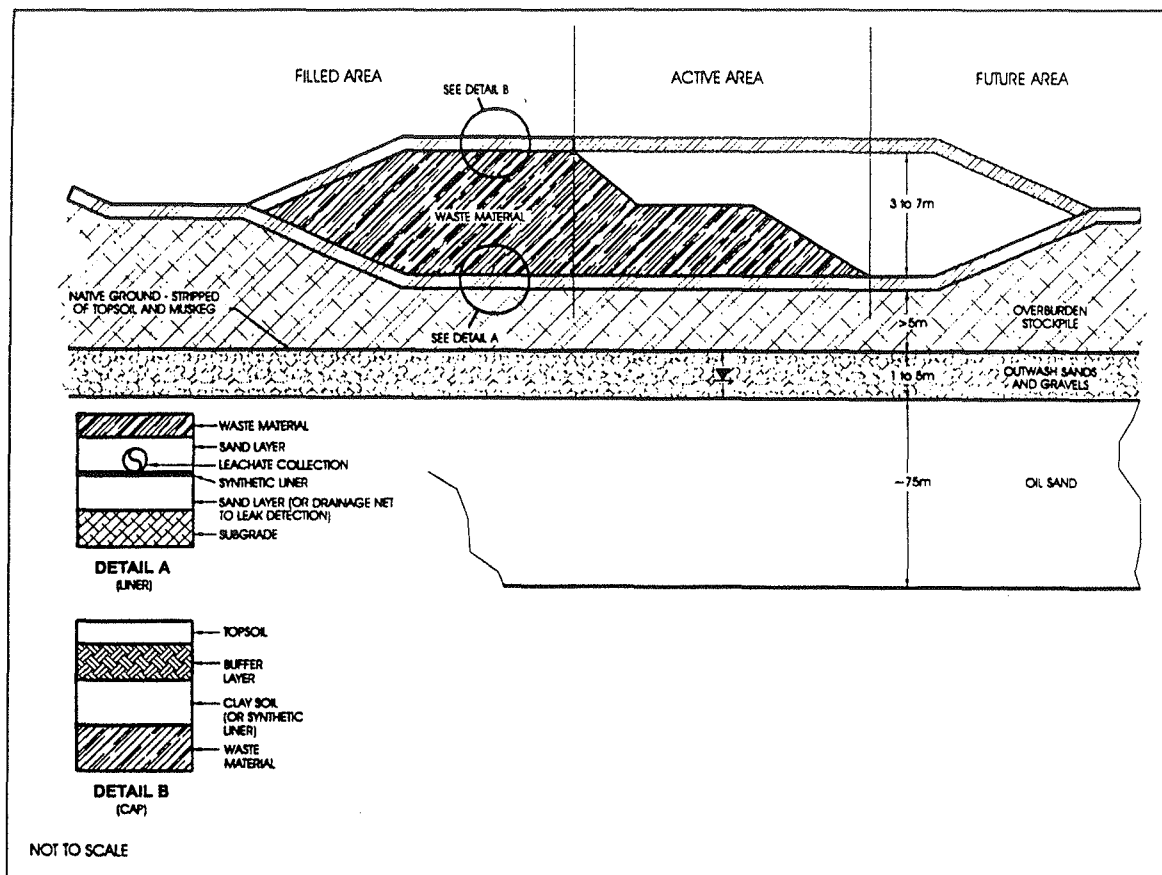 FILLED AREA
ACTIVE AREA
FUTURE AREA
SEE DETAIL B
WASTE MATERIAL
3 to 7m
NATIVE GROUND - STRIPPED
OF TOPSOIL AND MUSKEG
SEE DETAIL A
>5m
OVERBURDEN
STOCKPILE
1 to 5m
OUTWASH SANDS
AND GRAVELS
~75m
OIL SAND
WASTE MATERIAL
SAND LAYER
LEACHATE COLLECTION
SYNTHETIC LINER
SAND LAYER (OR DRAINAGE NET
TO LEAK DETECTION)
SUBGRADE
DETAIL A
(LINER)
TOPSOIL
BUFFER
LAYER
CLAY SOIL
(OR SYNTHETIC
LINER)
WASTE
MATERIAL
DETAIL B
(CAP)
NOT TO SCALE